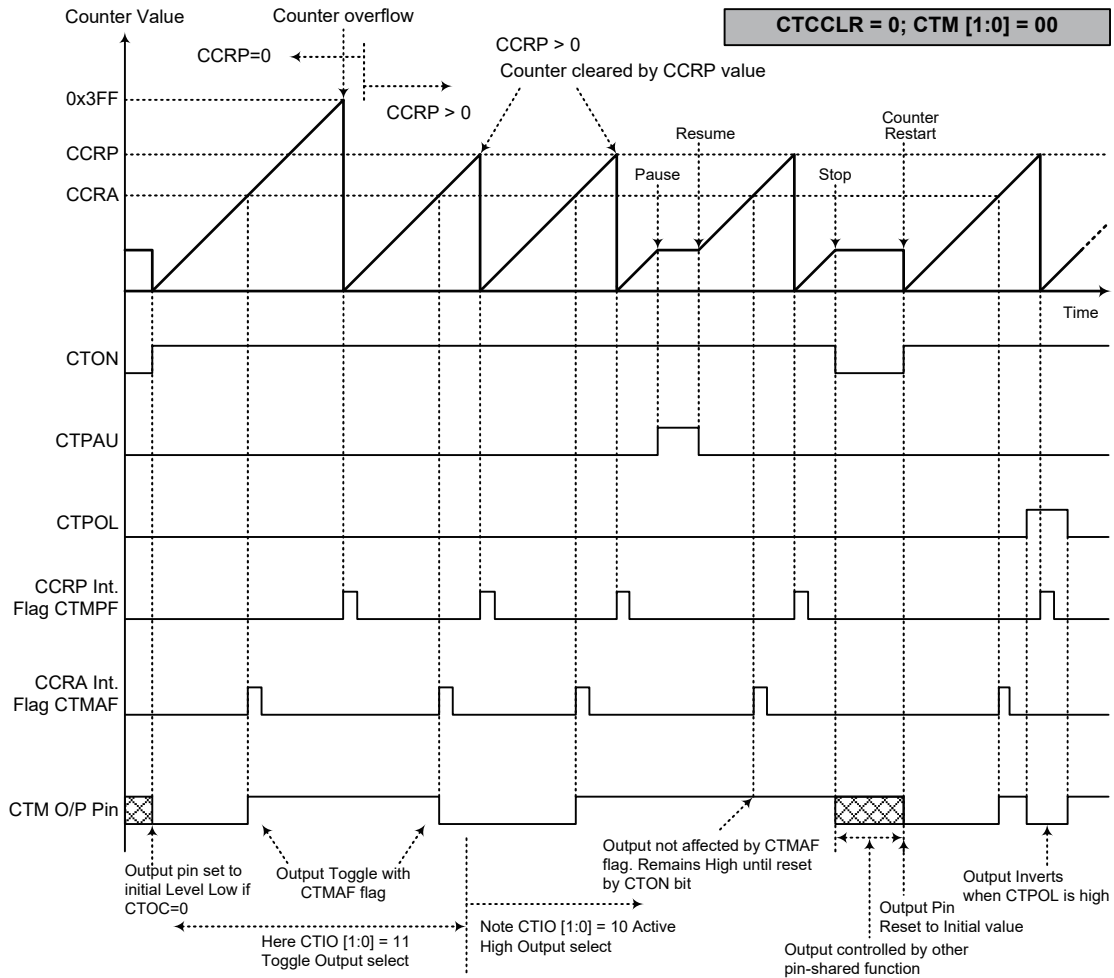 Counter Value
Counter overflow
CTCCLR = 0; CTM [1:0] = 00
CCRP=0
CCRP > 0
CCRP > 0
Counter cleared by CCRP value
0x3FF
CCRP
CCRA
Pause
Resume
Stop
Counter
Restart
Time
CTON
CTPAU
CTPOL
CCRP Int.
Flag CTMPF
CCRA Int.
Flag CTMAF
CTM O/P Pin
Output pin set to
initial Level Low if
CTOC=0
Output Toggle with
CTMAF flag
Here CTIO [1:0] = 11
Toggle Output select
Note CTIO [1:0] = 10 Active
High Output select
Output not affected by CTMAF
flag. Remains High until reset
by CTON bit
Output controlled by other
pin-shared function
Output Pin
Reset to Initial value
Output Inverts
when CTPOL is high